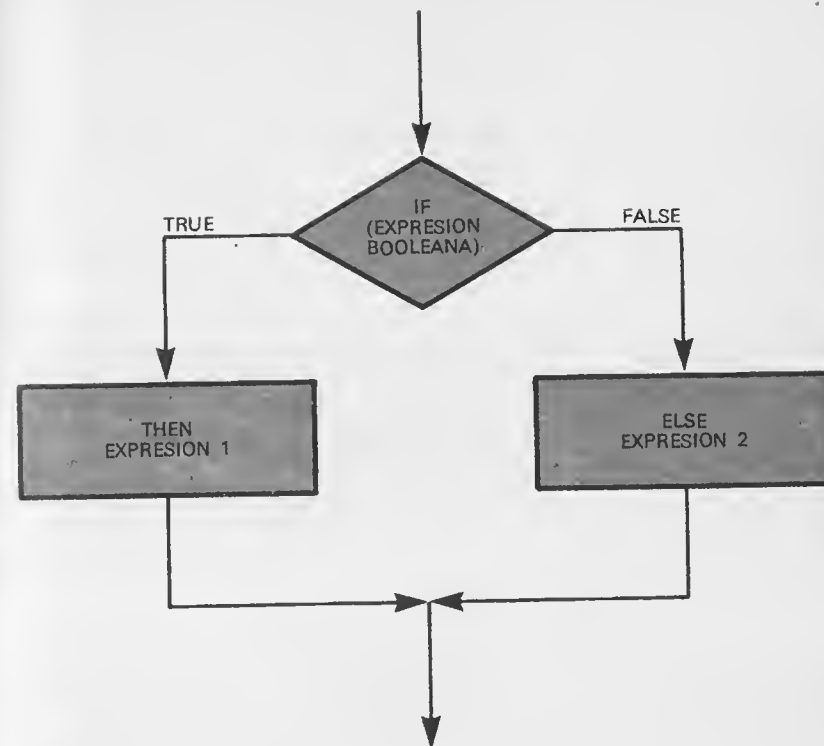 IF
(EXPRESION
BOOLEANA)
TRUE
FALSE
THEN
EXPRESION 1
ELSE
EXPRESION 2